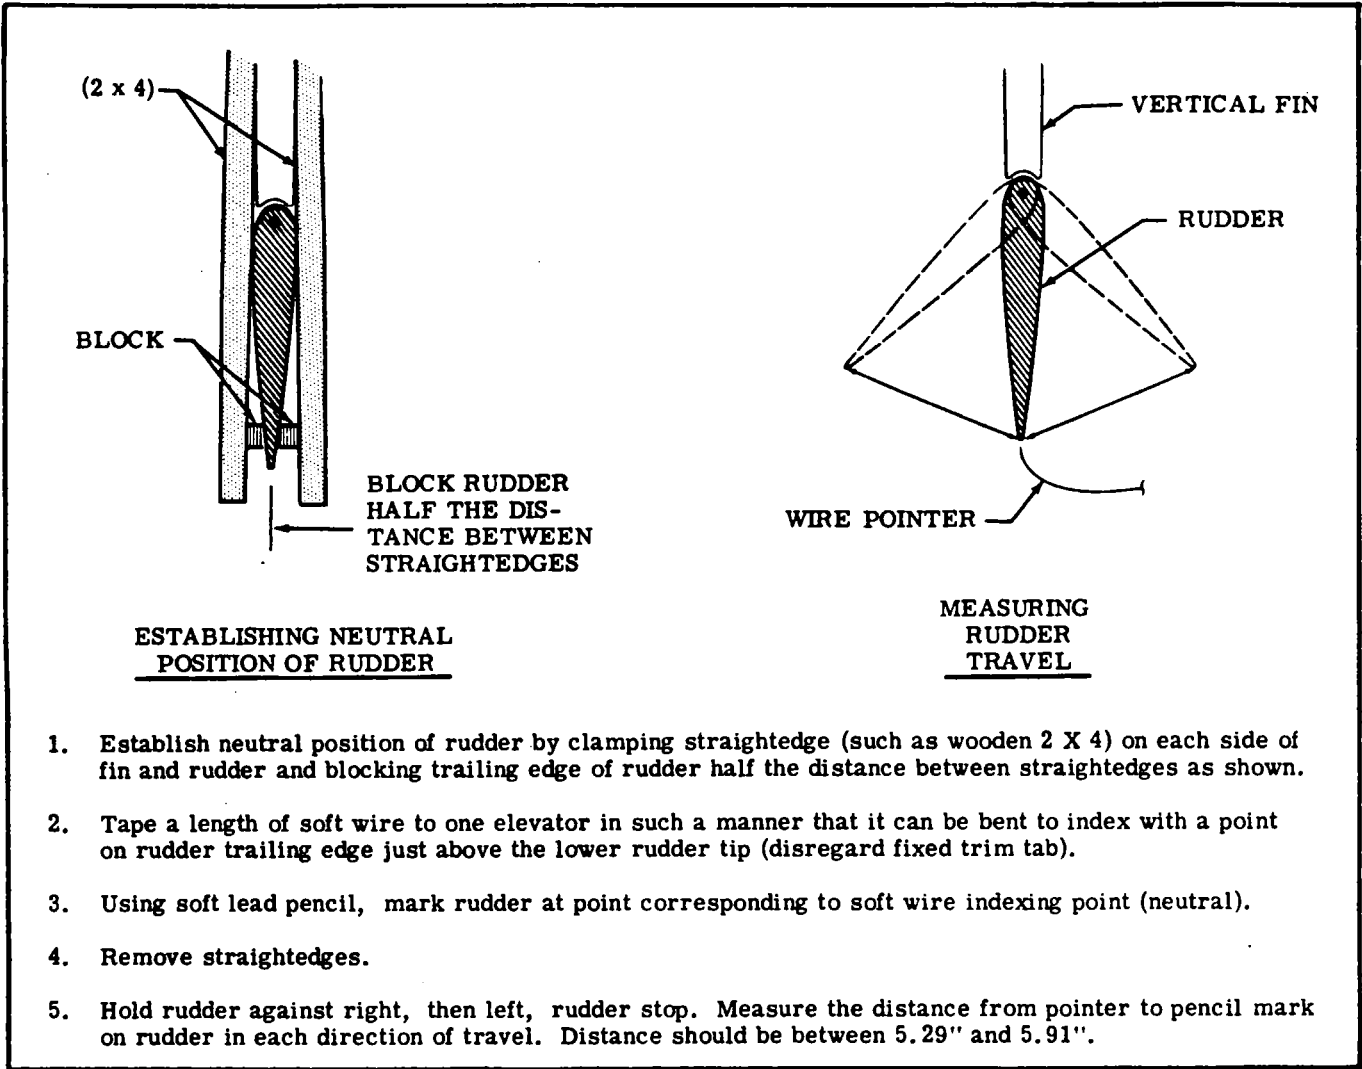 (2 x 4)
BLOCK
BLOCK RUDDER
HALF THE DIS-
TANCE BETWEEN
STRAIGHTEDGES
ESTABLISHING NEUTRAL
POSITION OF RUDDER
VERTICAL FIN
RUDDER
WIRE POINTER
MEASURING
RUDDER
TRAVEL
1. Establish neutral position of rudder by clamping straightedge (such as wooden 2 X 4) on each side of
fin and rudder and blocking trailing edge of rudder half the distance between straightedges as shown.
2. Tape a length of soft wire to one elevator in such a manner that it can be bent to index with a point
on rudder trailing edge just above the lower rudder tip (disregard fixed trim tab).
3. Using soft lead pencil, mark rudder at point corresponding to soft wire indexing point (neutral).
4. Remove straightedges.
5. Hold rudder against right, then left, rudder stop. Measure the distance from pointer to pencil mark
on rudder in each direction of travel. Distance should be between 5.29" and 5.91".